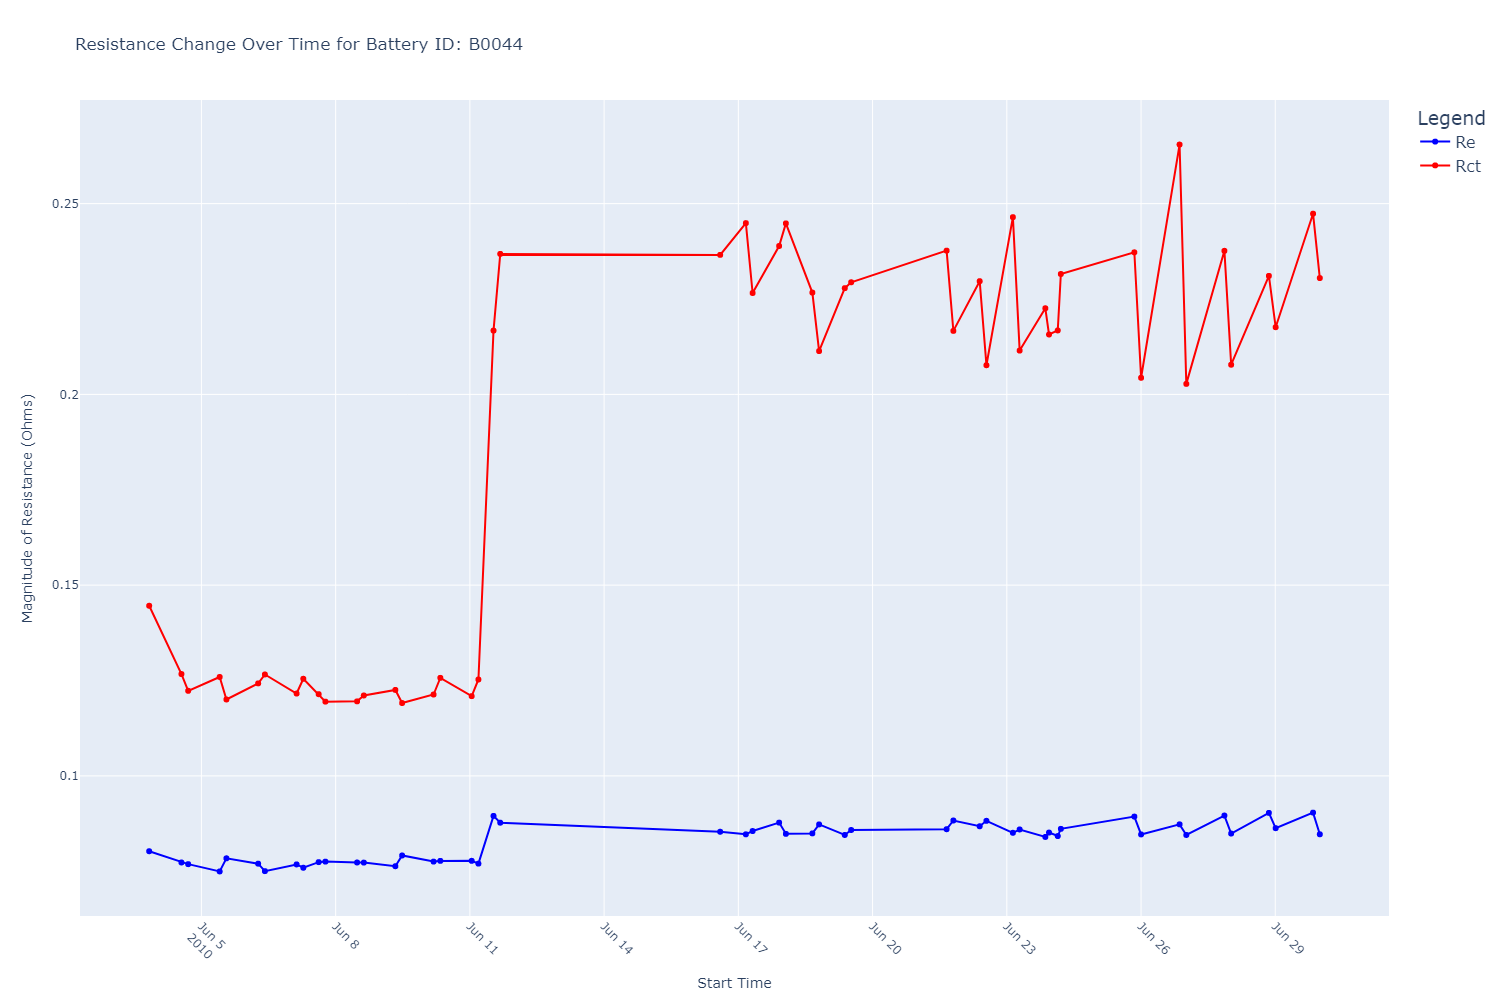 Resistance Change Over Time for Battery ID: B0044
Legend
Re
Rct
0.25
0.2
0.15
0.1
Magnitude of Resistance (Ohms)
Jun 5
2010
Jun 8
Jun 11
Jun 14
Jun 17
Jun 20
Jun 23
Jun 26
Jun 29
Start Time